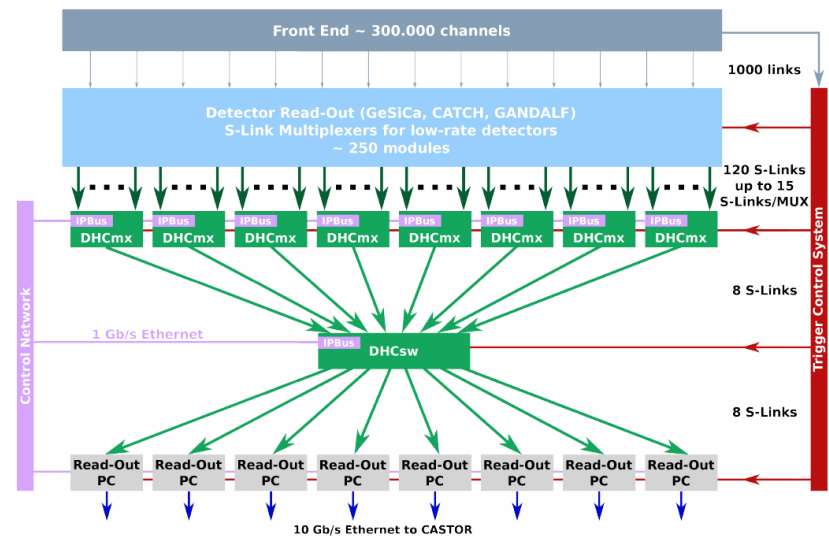 Front End ~ 300.000 channels
1000 links
Detector Read-Out (GeSiCa, CATCH, GANDALF)
S-Link Multiplexers for low-rate detectors
~ 250 modules
120 S-Links
up to 15
S-Links/MUX
IPBus IPBus IPBus IPBus IPBus IPBus IPBus IPBus
DHCmx DHCmx DHCmx DHCmx DHCmx DHCmx DHCmx DHCmx
8 S-Links
Control Network
Trigger Control System
1 Gb/s Ethernet
IPBus
DHCsw
8 S-Links
Read-Out Read-Out Read-Out Read-Out Read-Out Read-Out Read-Out Read-Out
PC PC PC PC PC PC PC PC
10 Gb/s Ethernet to CASTOR